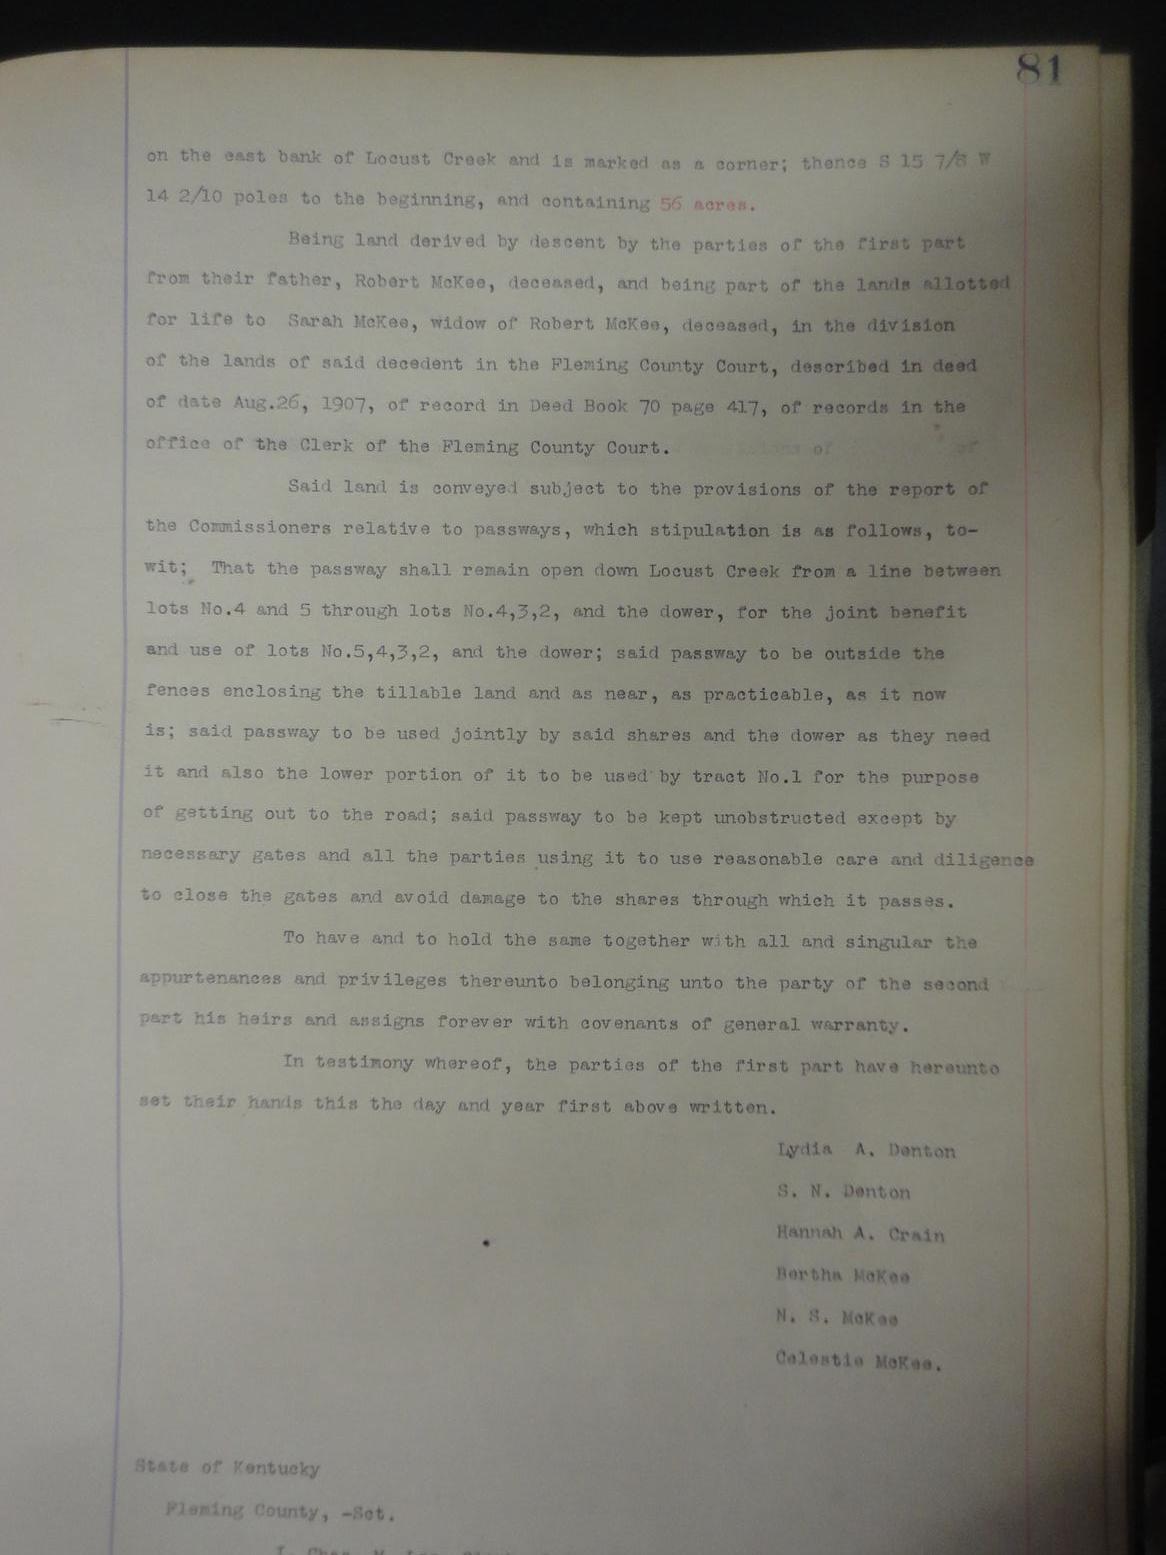 81
on the east bank of Locust Creek and is marked as a corner; thence S 15 7/8 W
14 2/10 poles to the beginning, and containing 56 acres.
Being land derived by descent by the parties of the first part
from their father, Robert McKee, deceased, and being part of the lands allotted
for life to Sarah McKee, widow of Robert McKee, deceased, in the division
of the lands of said decedent in the Fleming County Court, described in deed
of date Aug.26, 1907, of record in Deed Book 70 page 417, of records in the
office of the Clerk of the Fleming County Court.
Said land is conveyed subject to the provisions of the report of
the Commissioners relative to passways, which stipulation is as follows, to-
wit; That the passway shall remain open down Locust Creek from a line between
lots No.4 and 5 through lots No.4,3,2, and the dower, for the joint benefit
and use of lots No.5,4,3,2, and the dower; said passway to be outside the
fences enclosing the tillable land and as near, as practicable, as it now
is; said passway to be used jointly by said shares and the dower as they need
it and also the lower portion of it to be used by tract No.1 for the purpose
of getting out to the road; said passway to be kept unobstructed except by
necessary gates and all the parties using it to use reasonable care and diligence
to close the gates and avoid damage to the shares through which it passes.
To have and to hold the same together with all and singular the
appurtenances and privileges thereunto belonging unto the party of the second
part his heirs and assigns forever with covenants of general warranty.
In testimony whereof, the parties of the first part have hereunto
set their hands this the day and year first above written.
Lydia A. Denton
S. N. Denton
Hannah A. Crain
Bertha McKee
N. S. McKee
Celestie McKee.
State of Kentucky
Fleming County, -Sct.